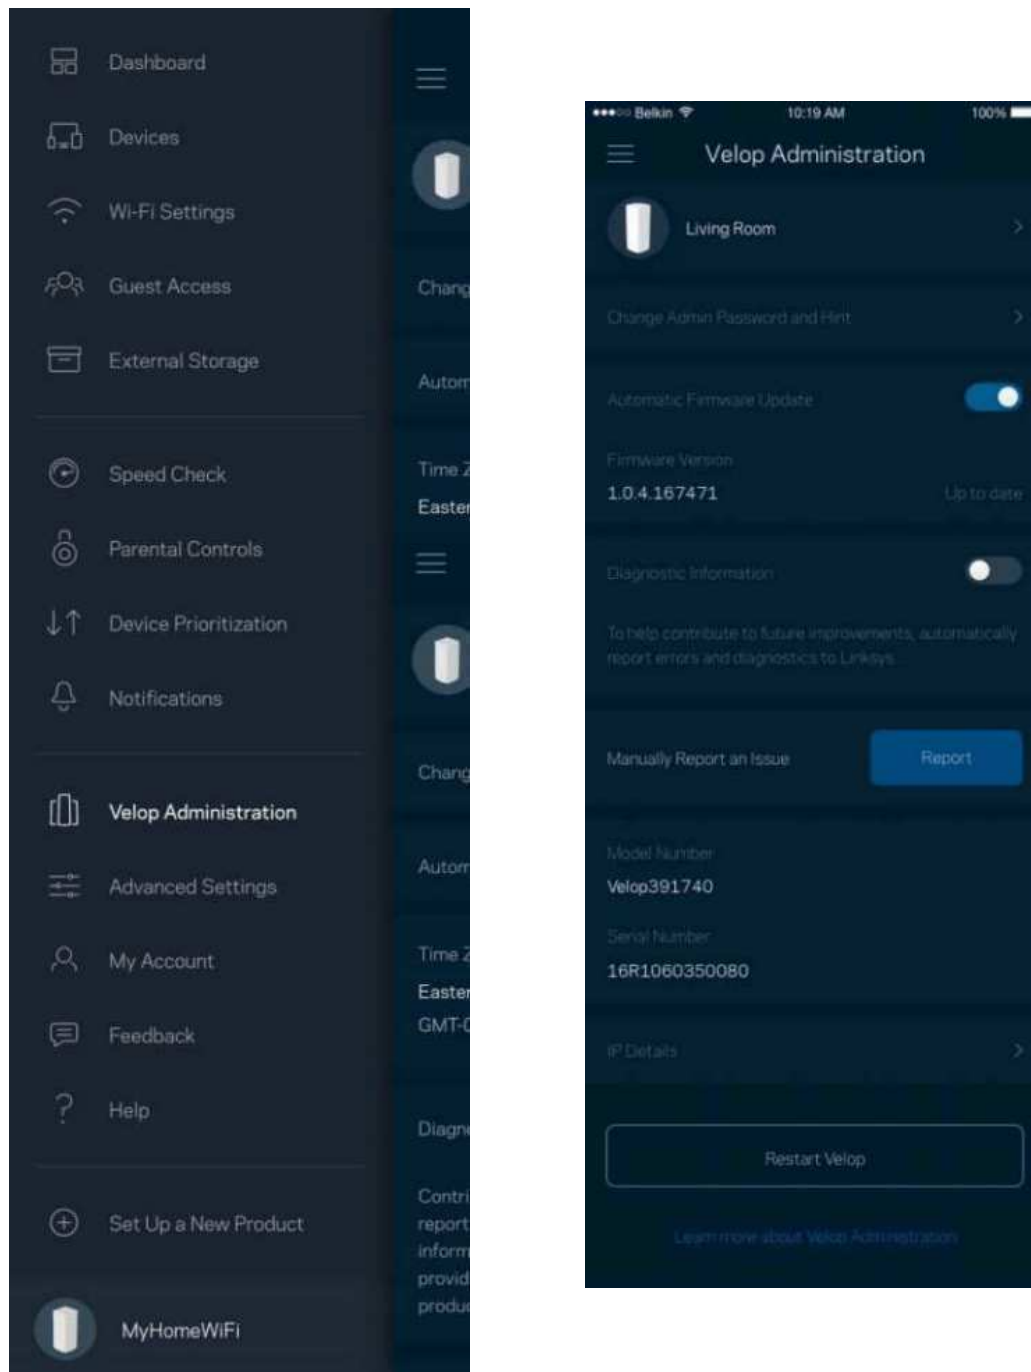 Dashboard
Devices
Wi-Fi Settings
Guest Access
External Storage
Speed Check
Parental Controls
Device Prioritization
Notifications
Velop Administration
Advanced Settings
My Account
Feedback
Help
Set Up a New Product
MyHomeWiFi
Chang
Autom
Time Z
Easter
Chang
Autom
Time Z
Easter
GMT-0
Diagn
Contri
report
inform
provid
produ
Belkin 10:19 AM 100%
Velop Administration
Living Room
Change Admin Password and Hint
Automatic Firmware Update
Firmware Version
1.0.4.167471 Up to date
Diagnostic Information
To help contribute to future improvements, automatically
report errors and diagnostics to Linksys.
Manually Report an Issue Report
Model Number
Velop391740
Serial Number
16R1060350080
IP Details
Restart Velop
Learn more about Velop Administration